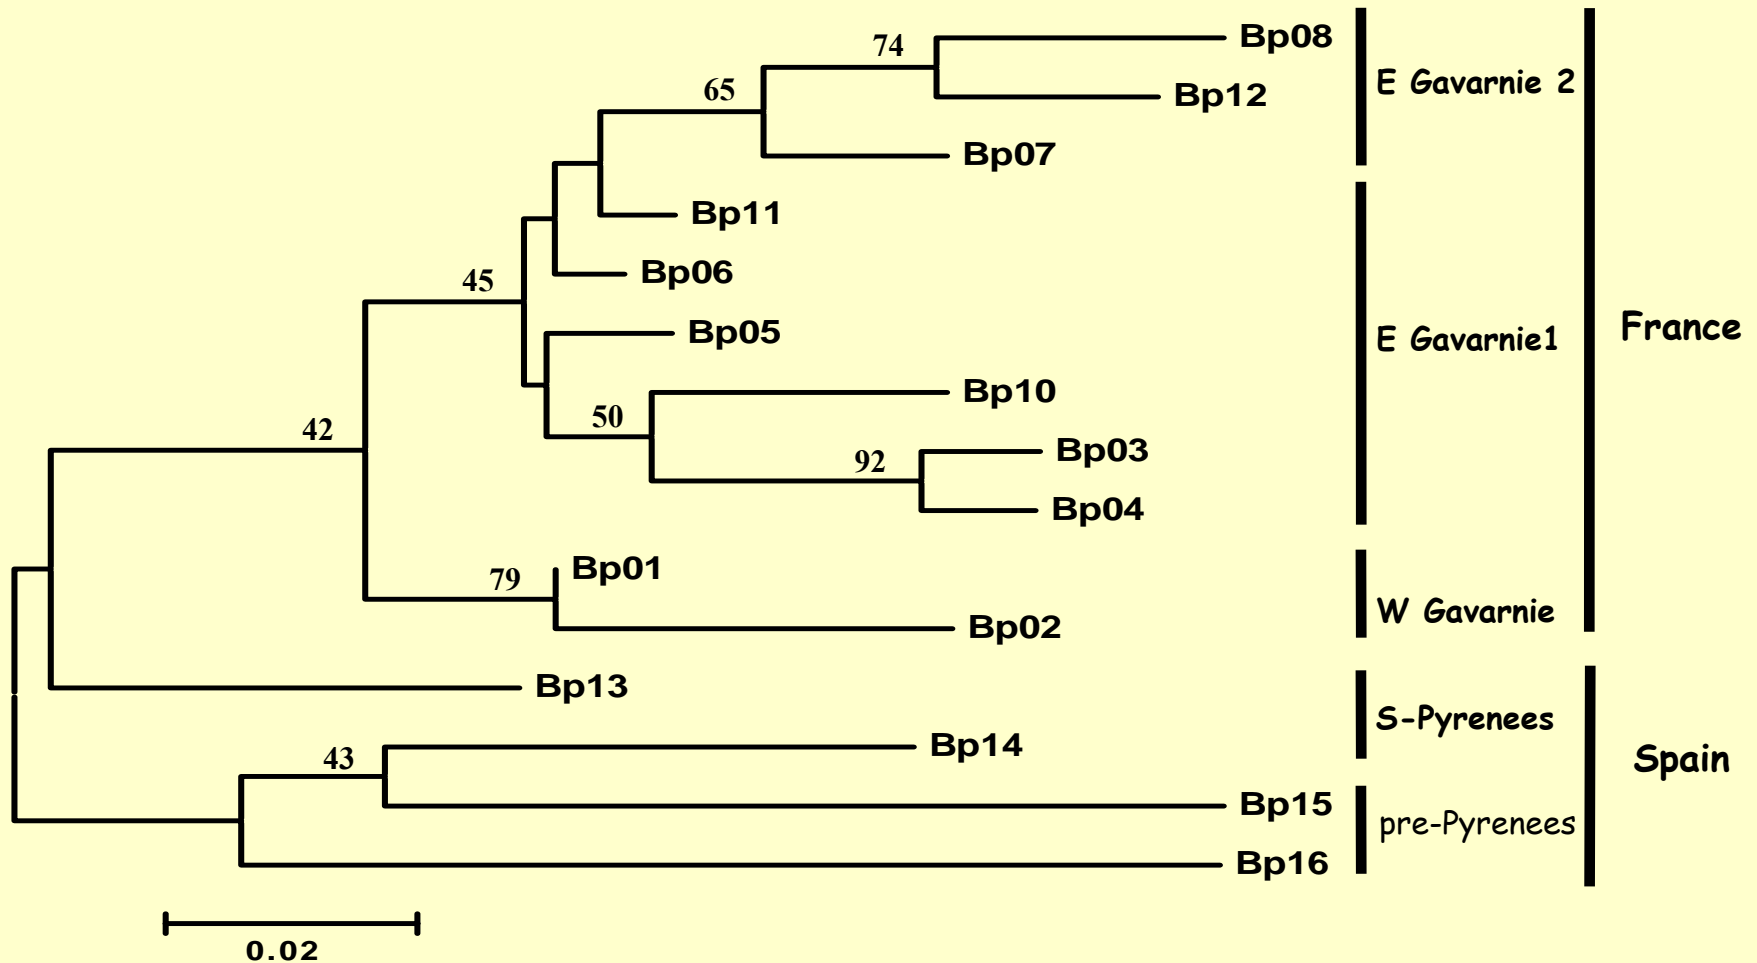 74
Bp08
65
Bp12
E Gavarnie 2
Bp07
Bp11
45
Bp06
Bp05
E Gavarnie1
France
Bp10
50
42
Bp03
92
Bp04
Bp01
79
W Gavarnie
Bp02
Bp13
S-Pyrenees
Bp14
43
Spain
Bp15
pre-Pyrenees
Bp16
0.02